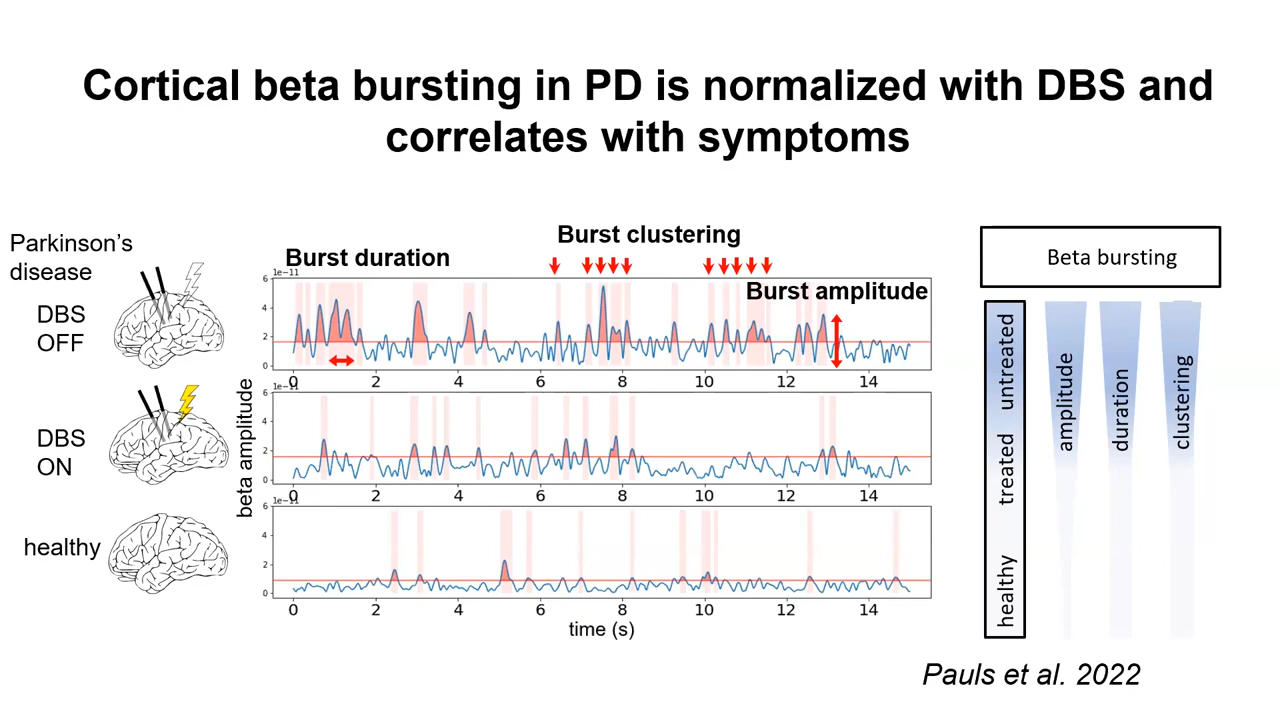 Cortical beta bursting in PD is normalized with DBS and
correlates with symptoms
Parkinson's
disease
DBS
OFF
DBS
ON
healthy
beta amplitude
Burst duration
Burst clustering
Burst amplitude
1e−11
6
4
2
0
0 2 4 6 8 10 12 14
1e−11
6
4
2
0
0 2 4 6 8 10 12 14
1e−11
6
4
2
0
0 2 4 6 8 10 12 14
time (s)
Beta bursting
untreated
treated
healthy
amplitude
duration
clustering
Pauls et al. 2022